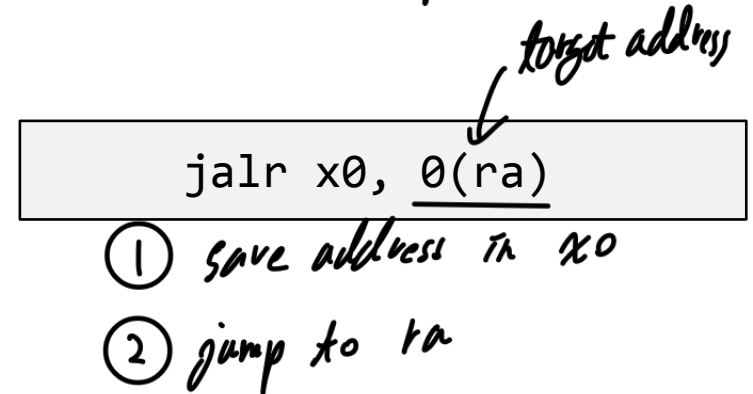 target address
jalr x0, 0(ra)
① save address in x0
② jump to ra